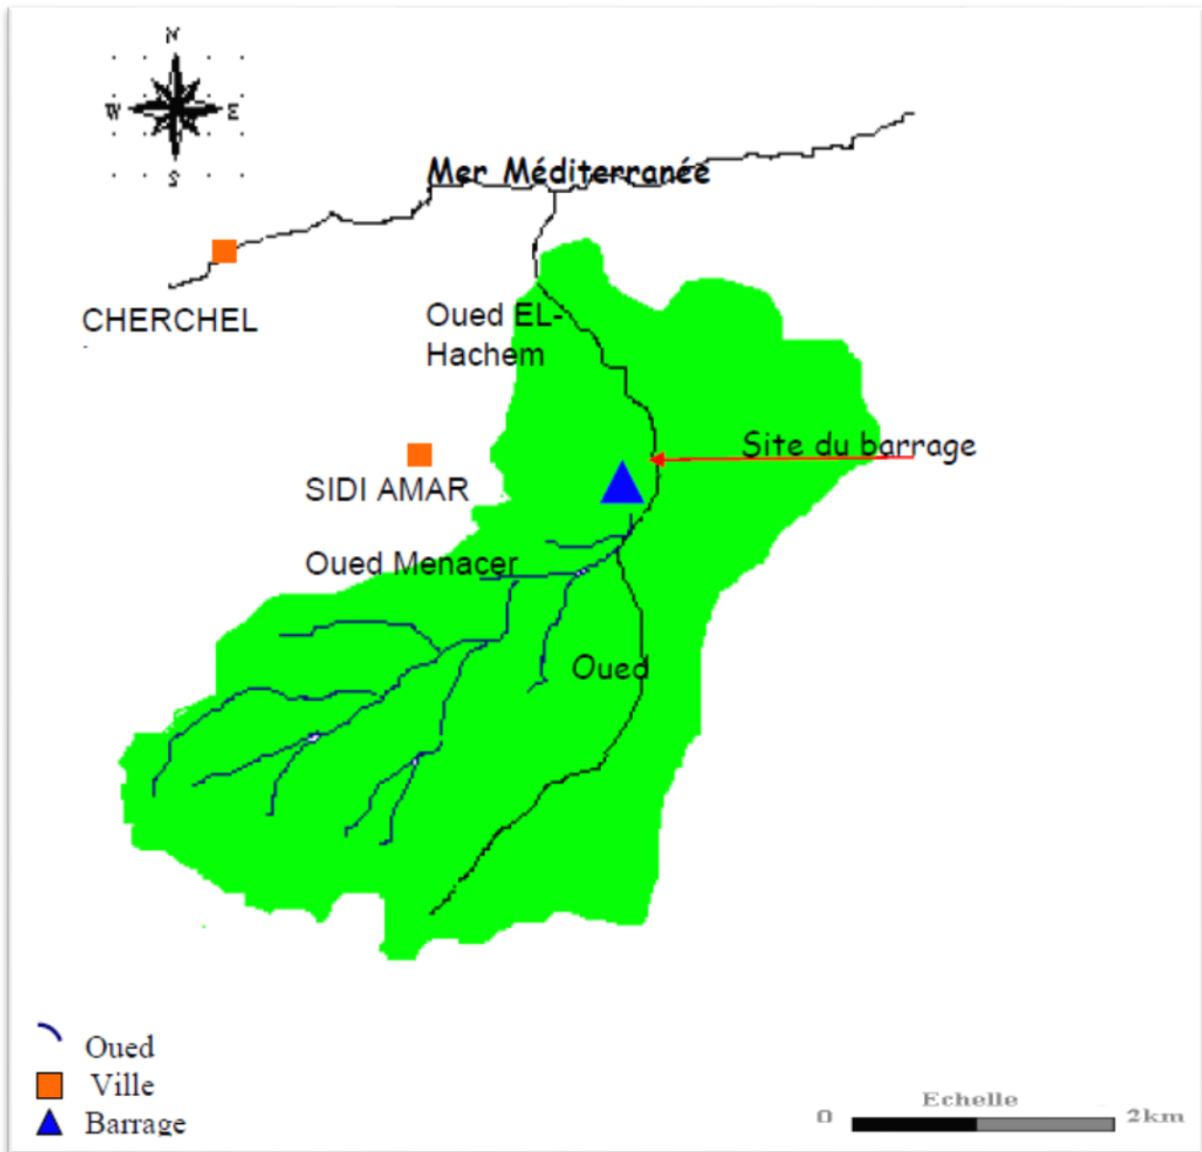 N
W E
S
Mer Méditerranée
CHERCHEL
Oued EL-
Hachem
Site du barrage
SIDI AMAR
Oued Menacer
Oued
Oued
Ville
Barrage
Echelle
0 2km